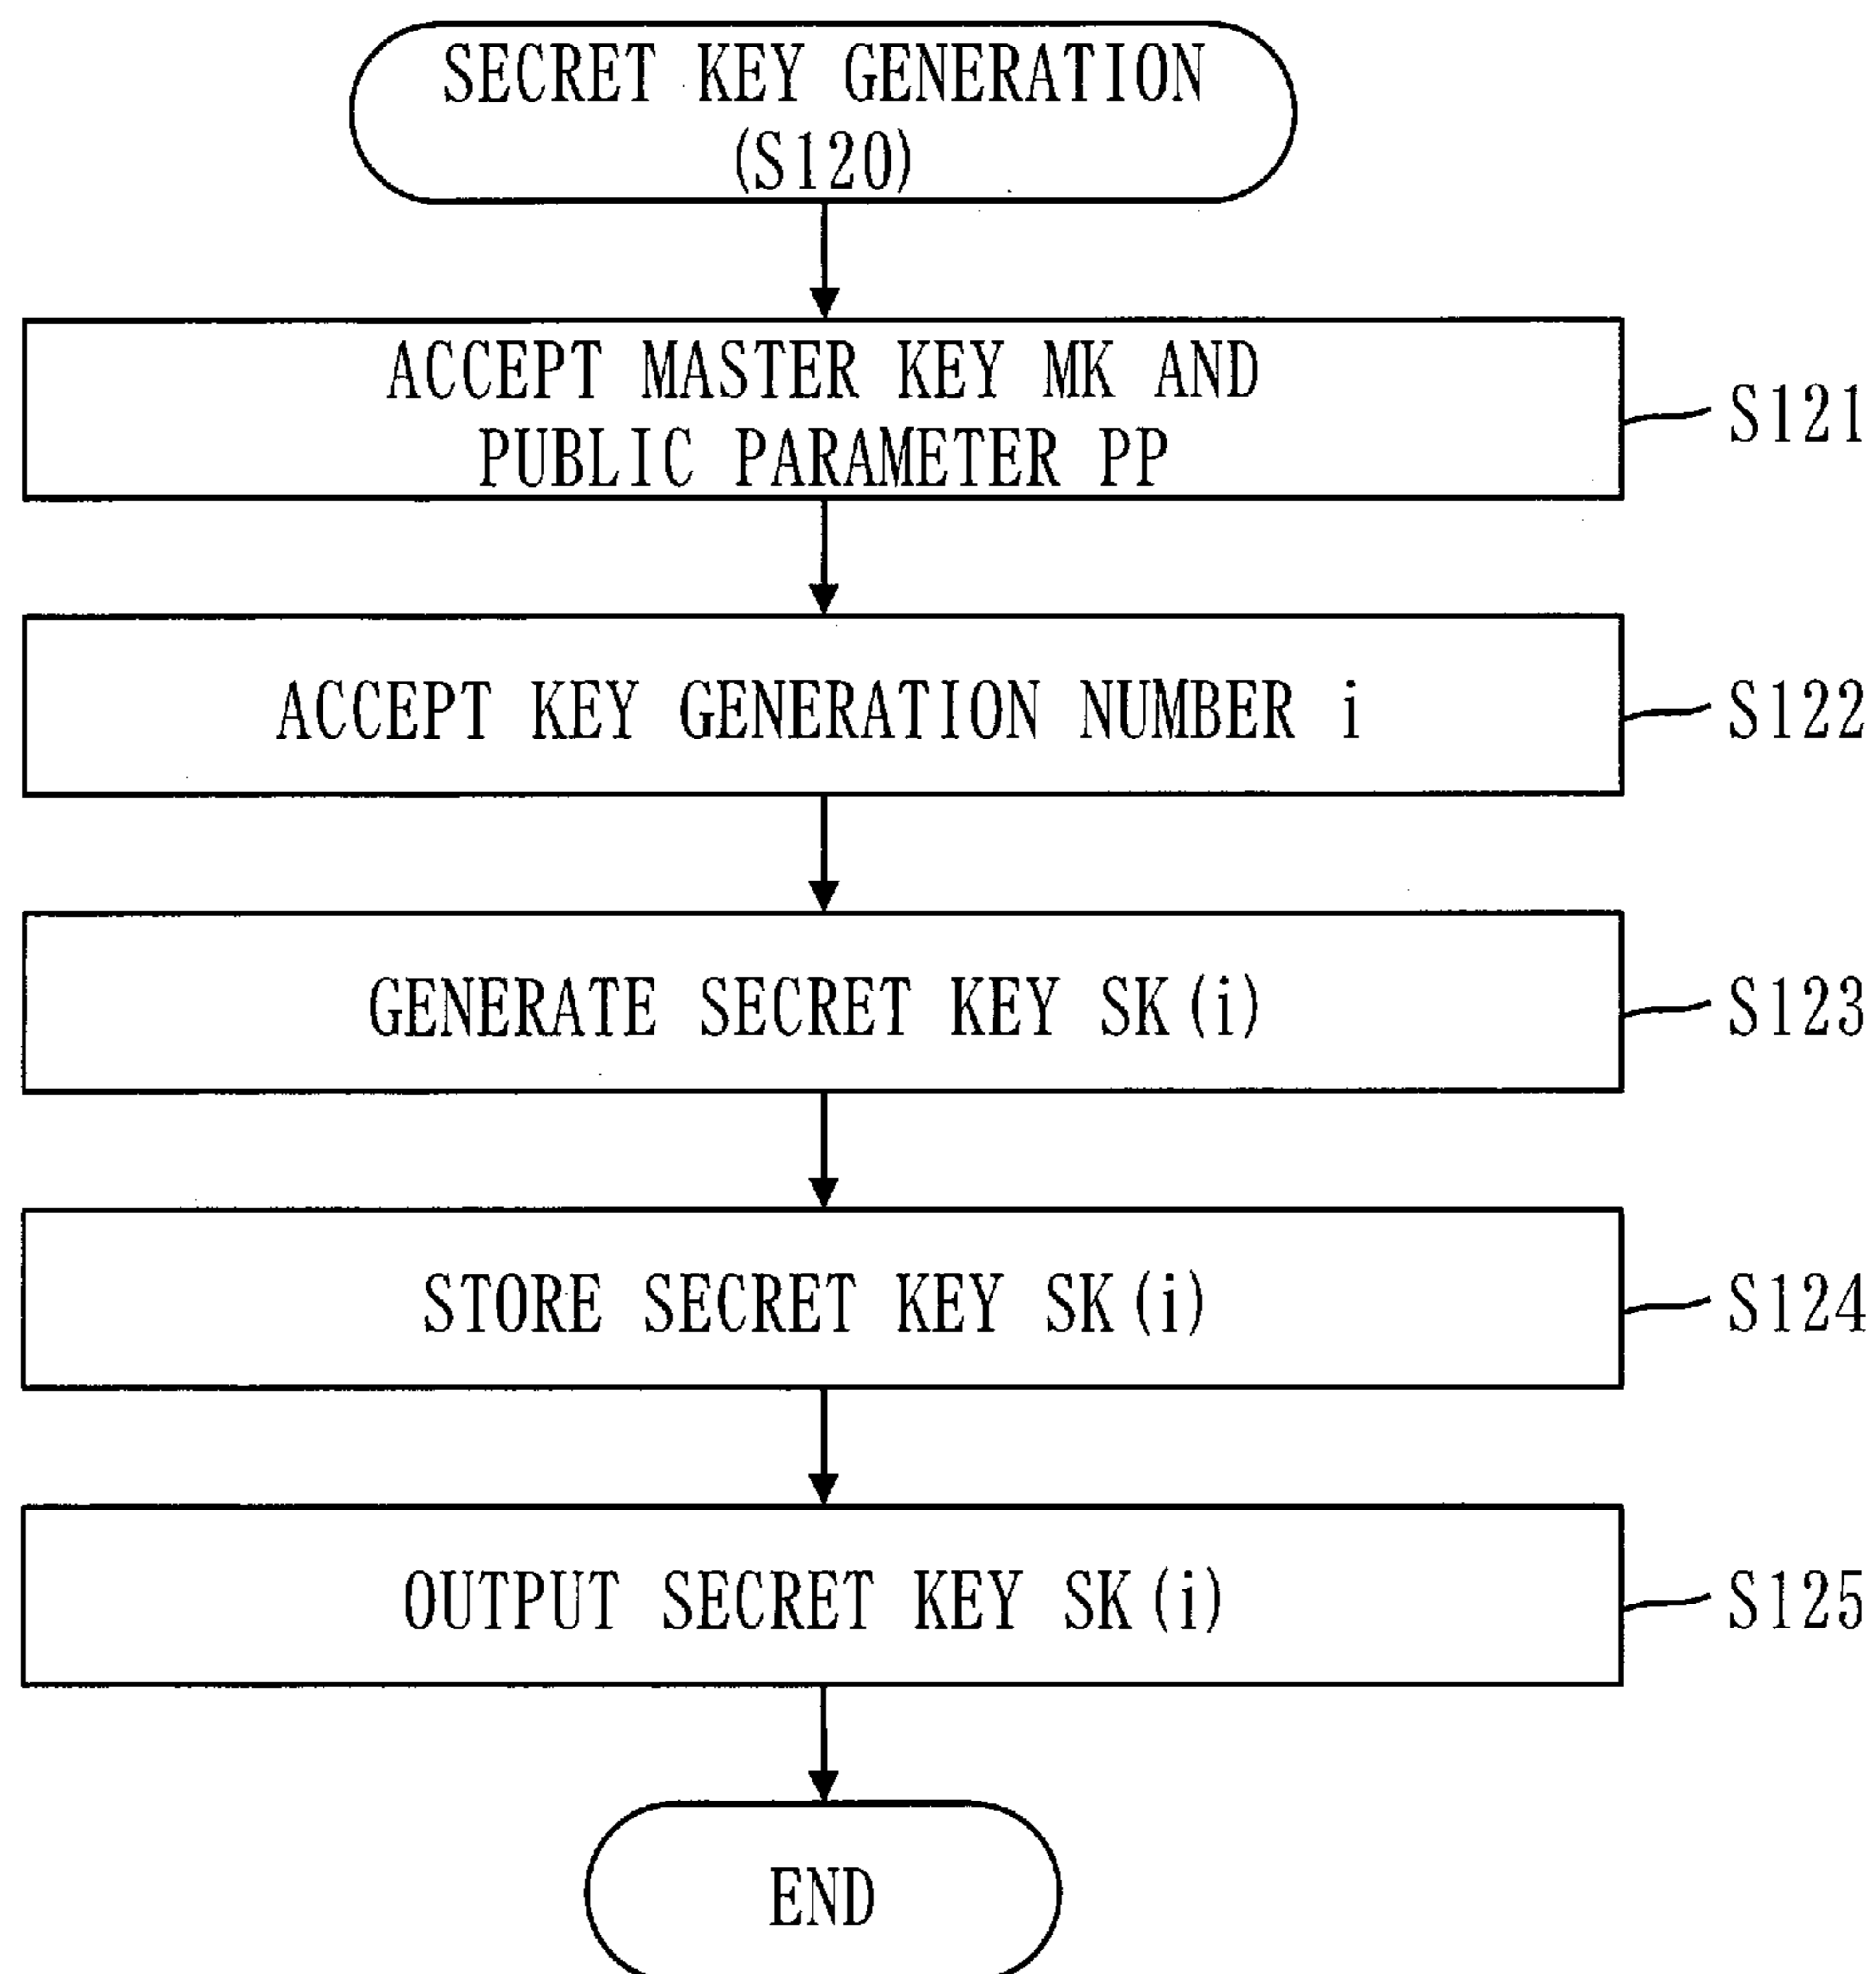 SECRET KEY GENERATION
(S120)
ACCEPT MASTER KEY MK AND
PUBLIC PARAMETER PP
S121
ACCEPT KEY GENERATION NUMBER i
S122
GENERATE SECRET KEY SK(i)
S123
STORE SECRET KEY SK(i)
S124
OUTPUT SECRET KEY SK(i)
S125
END